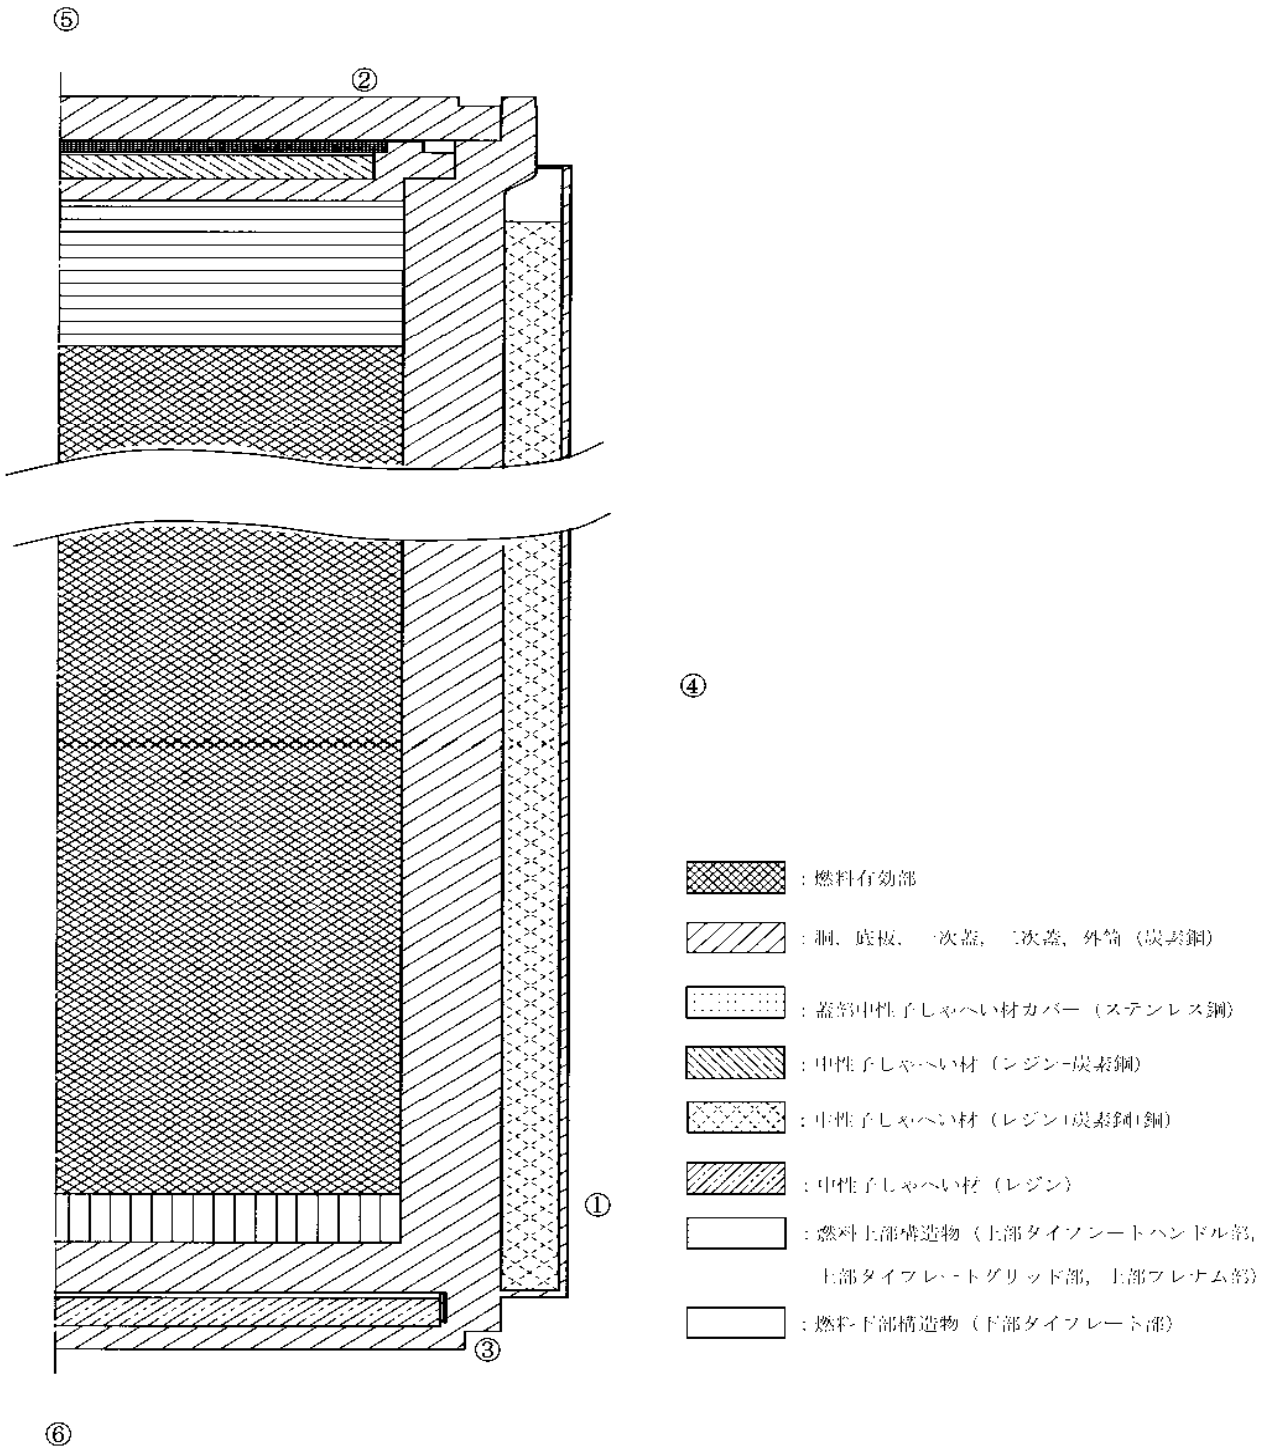 ⑤
②
④
：燃料有効部
：胴、底板、一次蓋，二次蓋、外筒（炭素鋼）
：蓋部中性子しゃへい材カバー（ステンレス鋼）
：中性子しゃへい材（レジン+炭素鋼）
：中性子しゃへい材（レジン+炭素鋼+銅）
：中性子しゃへい材（レジン）
①
：燃料上部構造物（上部タイプレートハンドル部，
上部タイプレートグリッド部，上部プレナム部）
：燃料下部構造物（下部タイプレート部）
③
⑥